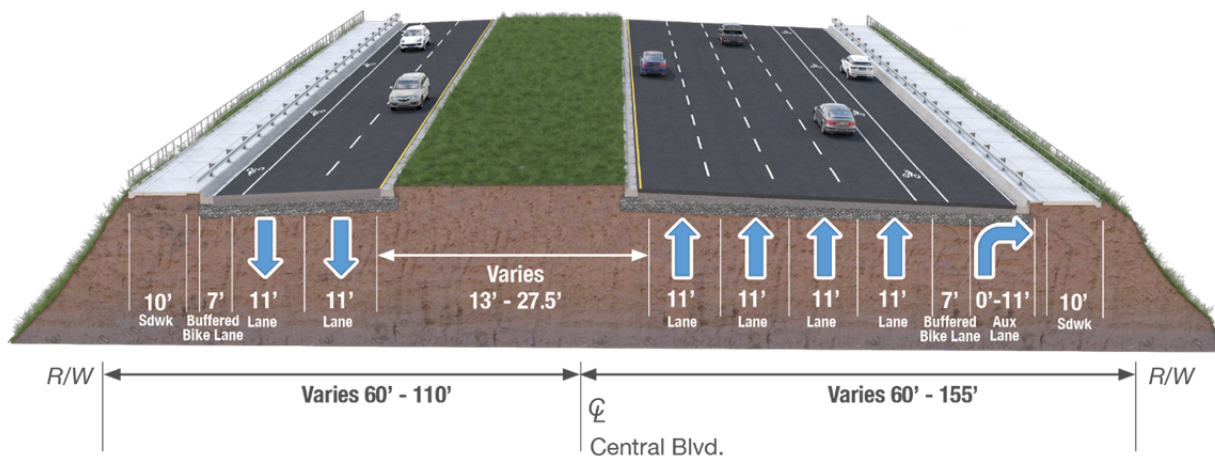 Varies
13' - 27.5'
10'
Sdwk
7'
Buffered
Bike Lane
11'
Lane
11'
Lane
11'
Lane
11'
Lane
11'
Lane
11'
Lane
7'
Buffered
Bike Lane
0'-11'
Aux
Lane
10'
Sdwk
R/W
Varies 60' - 110'
Varies 60' - 155'
R/W
℄
Central Blvd.